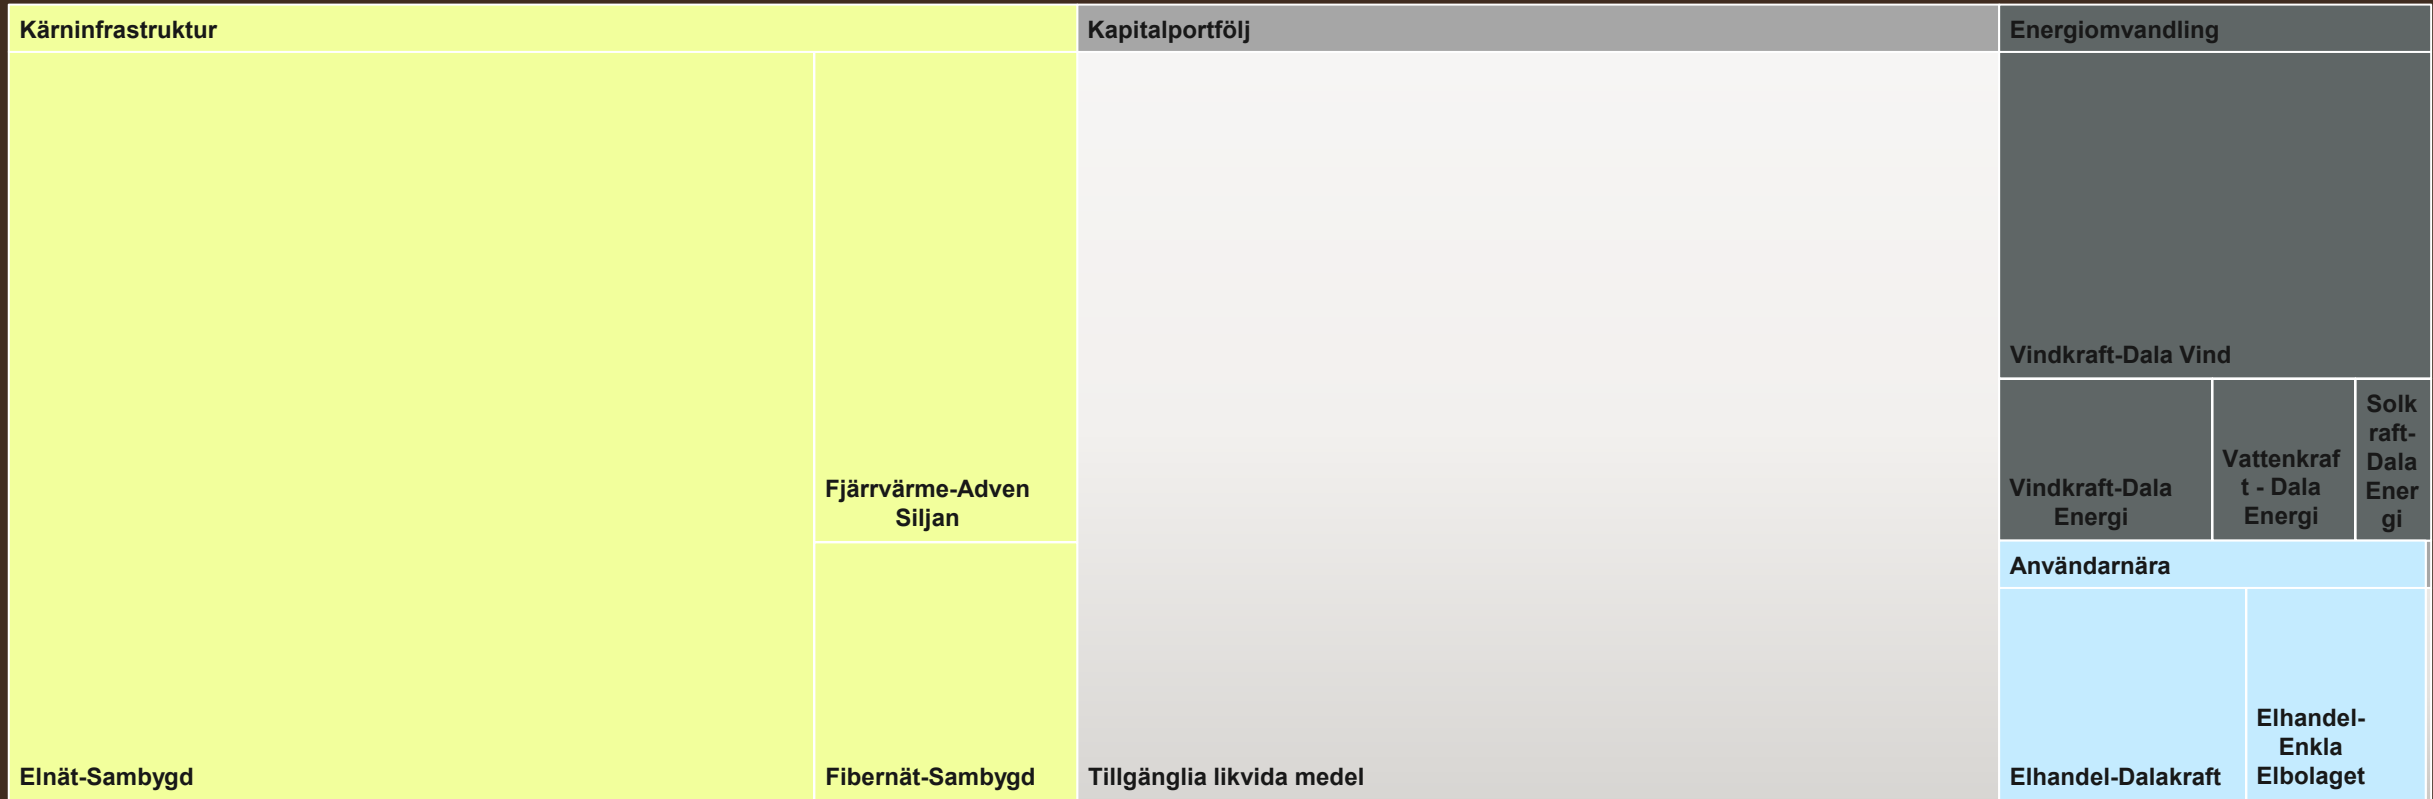 Kärninfrastruktur
Elnät-Sambygd
Fjärrvärme-Adven
Siljan
Fibernät-Sambygd
Kapitalportfölj
Tillgänglia likvida medel
Energiomvandling
Vindkraft-Dala Vind
Vindkraft-Dala
Energi
Vattenkraf
t - Dala
Energi
Solk
raft-
Dala
Ener
gi
Användarnära
Elhandel-Dalakraft
Elhandel-
Enkla
Elbolaget